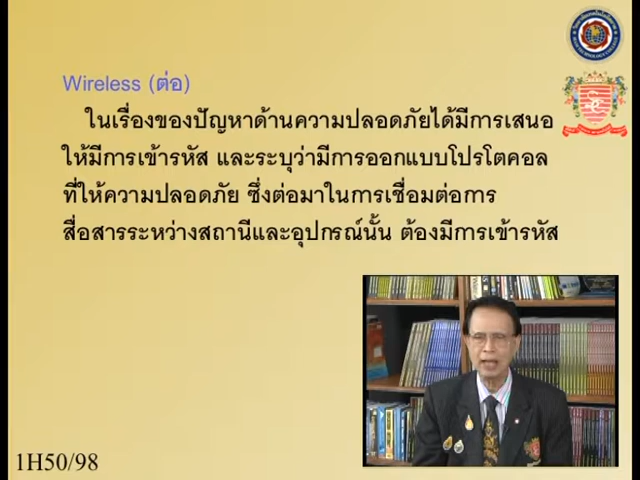 Wireless (ต่อ)
ในเรื่องของปัญหาด้านความปลอดภัยได้มีการเสนอ
ให้มีการเข้ารหัส และระบุว่ามีการออกแบบโปรโตคอล
ที่ให้ความปลอดภัย ซึ่งต่อมาในการเชื่อมต่อการ
สื่อสารระหว่างสถานีและอุปกรณ์นั้น ต้องมีการเข้ารหัส
1H50/98